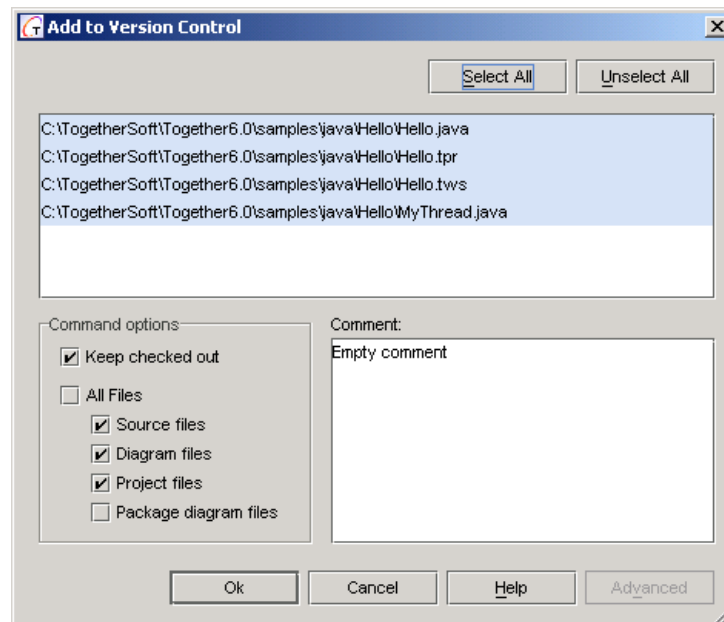 Add to Version Control
Select All
Unselect All
C:\TogetherSoft\Together6.0\samples\java\Hello\Hello.java
C:\TogetherSoft\Together6.0\samples\java\Hello\Hello.tpr
C:\TogetherSoft\Together6.0\samples\java\Hello\Hello.tws
C:\TogetherSoft\Together6.0\samples\java\Hello\MyThread.java
Command options
Keep checked out
All Files
Source files
Diagram files
Project files
Package diagram files
Comment:
Empty comment
Ok
Cancel
Help
Advanced